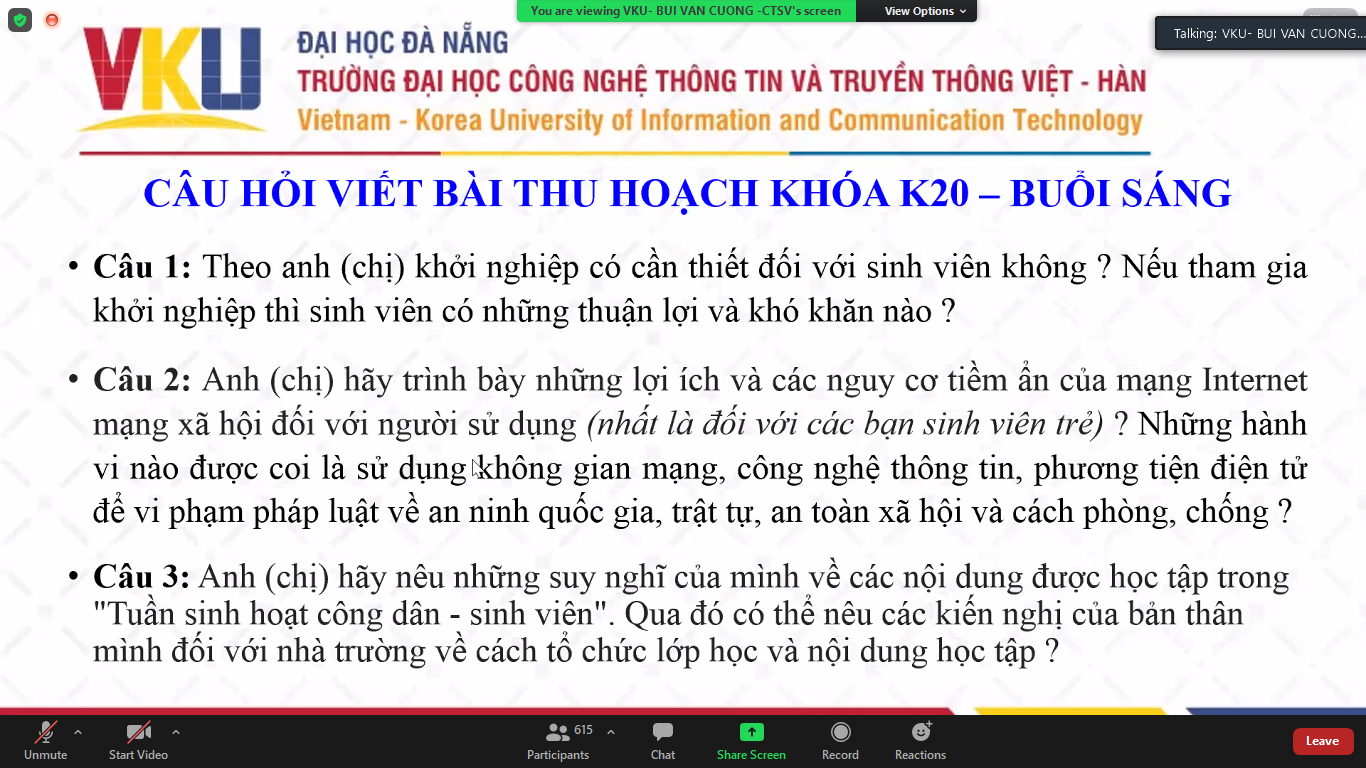 You are viewing VKU- BUI VAN CUONG -CTSV's screen
View Options
Talking: VKU- BUI VAN CUONG...
VKU
ĐẠI HỌC ĐÀ NẴNG
TRƯỜNG ĐẠI HỌC CÔNG NGHỆ THÔNG TIN VÀ TRUYỀN THÔNG VIỆT - HÀN
Vietnam - Korea University of Information and Communication Technology
CÂU HỎI VIẾT BÀI THU HOẠCH KHÓA K20 – BUỔI SÁNG
• Câu 1: Theo anh (chị) khởi nghiệp có cần thiết đối với sinh viên không ? Nếu tham gia
khởi nghiệp thì sinh viên có những thuận lợi và khó khăn nào ?
• Câu 2: Anh (chị) hãy trình bày những lợi ích và các nguy cơ tiềm ẩn của mạng Internet
mạng xã hội đối với người sử dụng (nhất là đối với các bạn sinh viên trẻ) ? Những hành
vi nào được coi là sử dụng không gian mạng, công nghệ thông tin, phương tiện điện tử
để vi phạm pháp luật về an ninh quốc gia, trật tự, an toàn xã hội và cách phòng, chống ?
• Câu 3: Anh (chị) hãy nêu những suy nghĩ của mình về các nội dung được học tập trong
"Tuần sinh hoạt công dân - sinh viên". Qua đó có thể nêu các kiến nghị của bản thân
mình đối với nhà trường về cách tổ chức lớp học và nội dung học tập ?
Unmute
Start Video
615
Participants
Chat
Share Screen
Record
Reactions
Leave